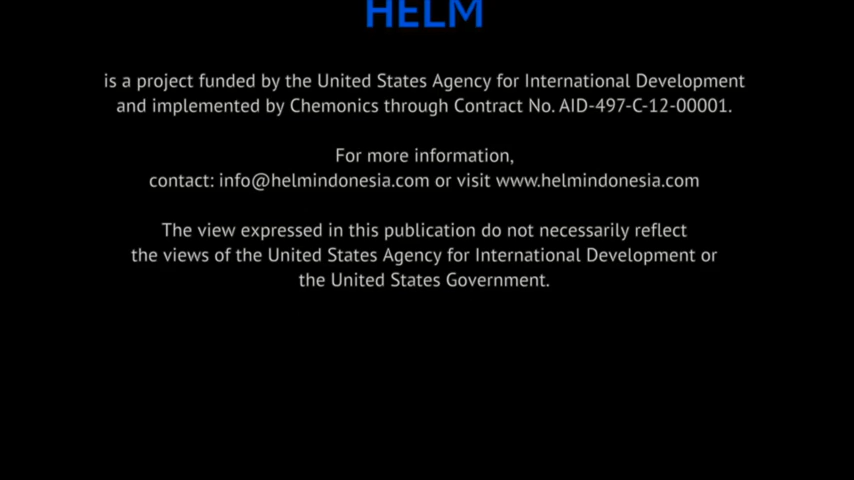 HELM
is a project funded by the United States Agency for International Development
and implemented by Chemonics through Contract No. AID-497-C-12-00001.
For more information,
contact: info@helmindonesia.com or visit www.helmindonesia.com
The view expressed in this publication do not necessarily reflect
the views of the United States Agency for International Development or
the United States Government.